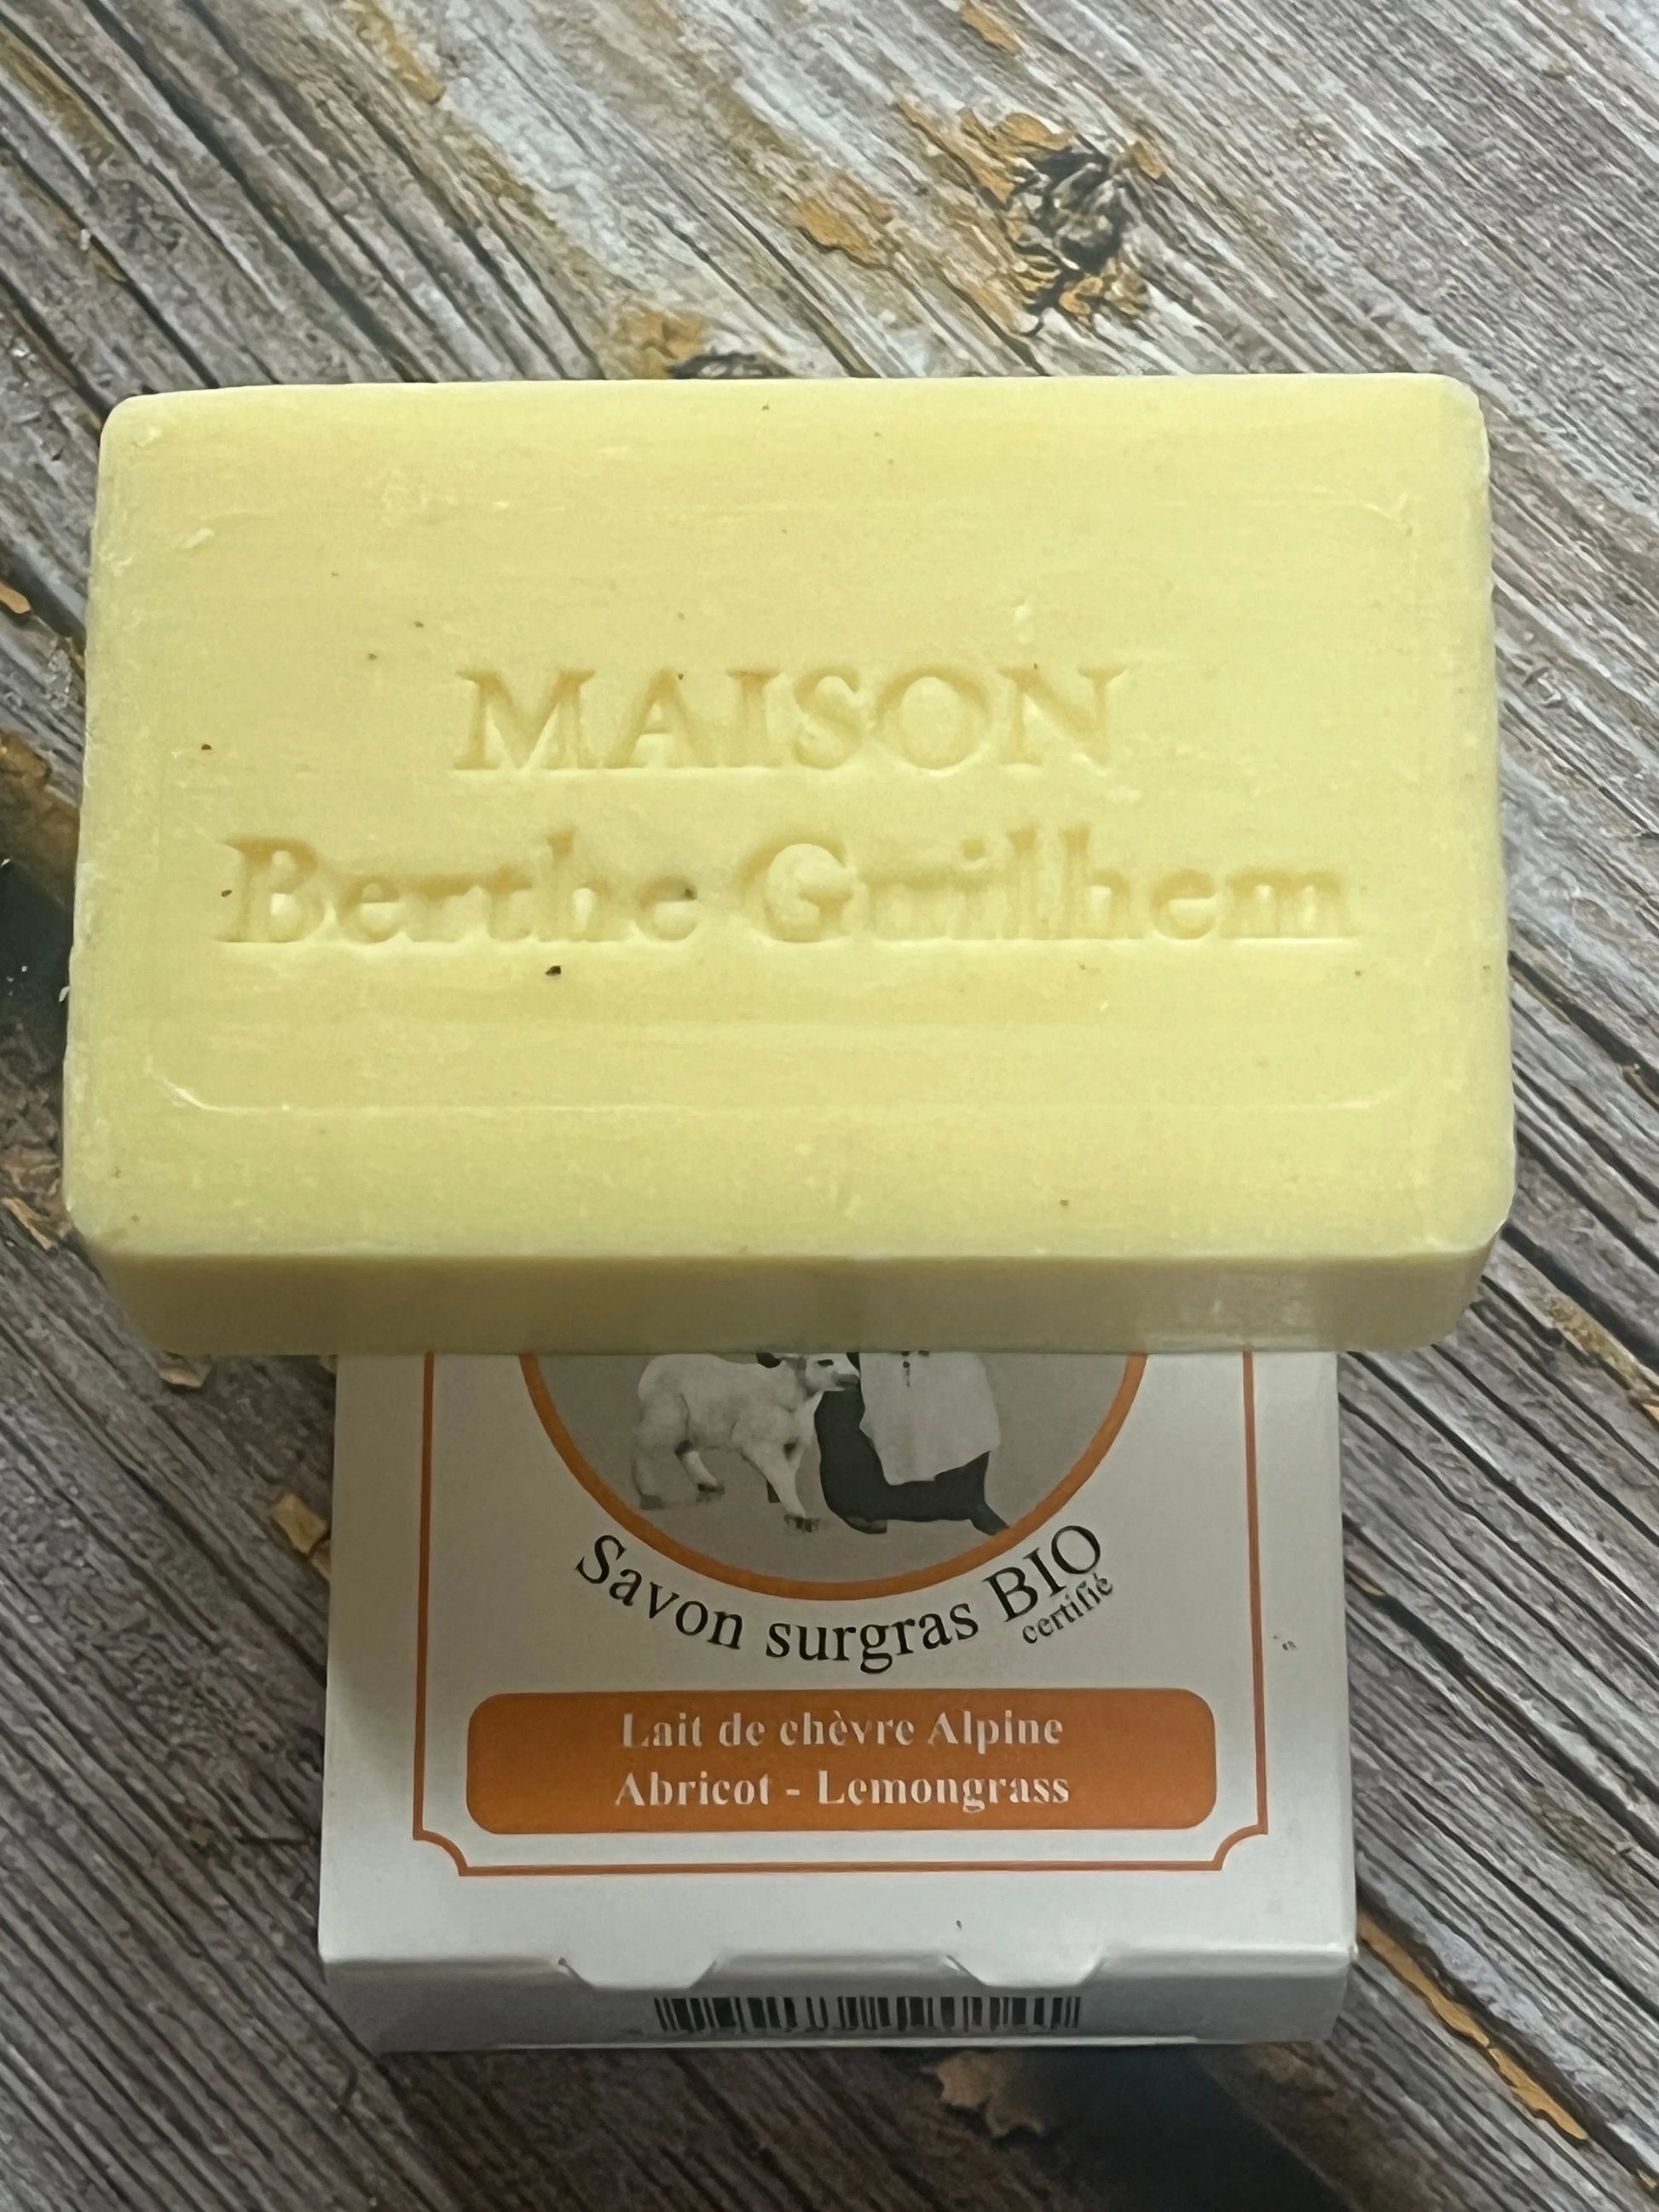 MAISON
Berthe Guilhem
Savon surgras BIO
certifié
Lait de chèvre Alpine
Abricot - Lemongrass